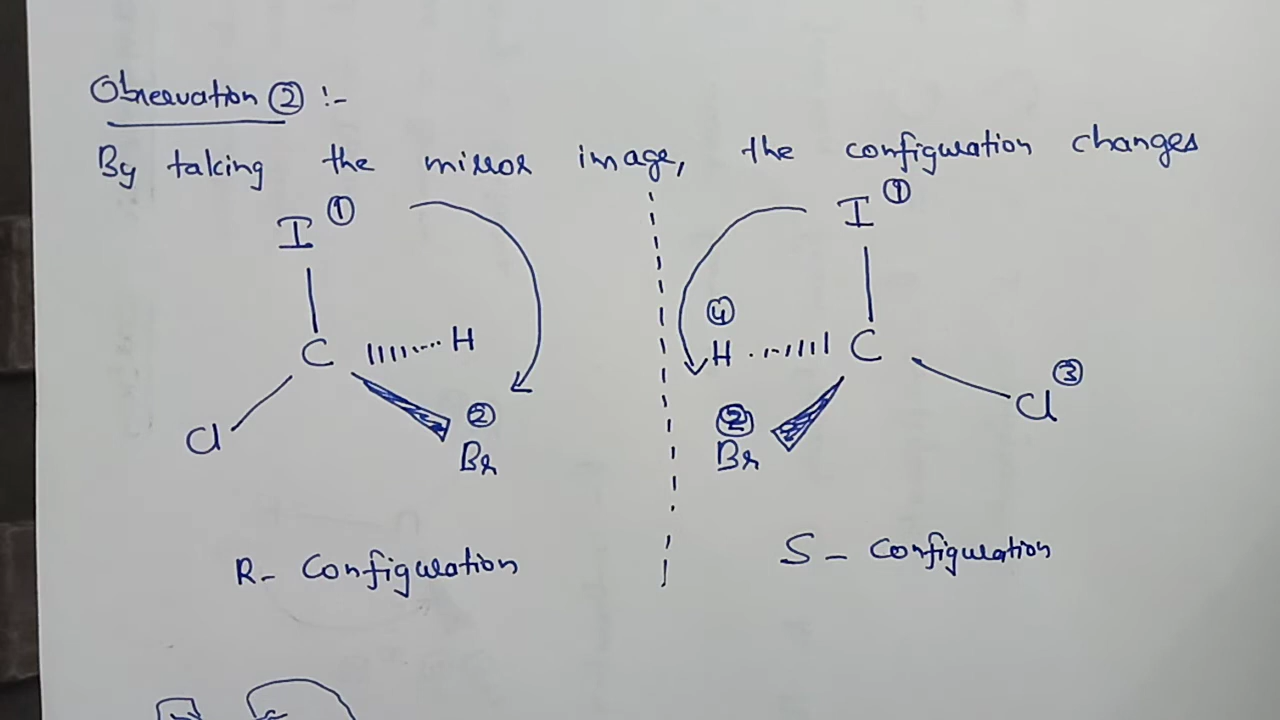 Observation ② :-
By taking the mirror image, the configuration changes
I ① I ①
④
C H H C
② ② ③
Cl Br Br Cl
R- Configuration S- Configuration